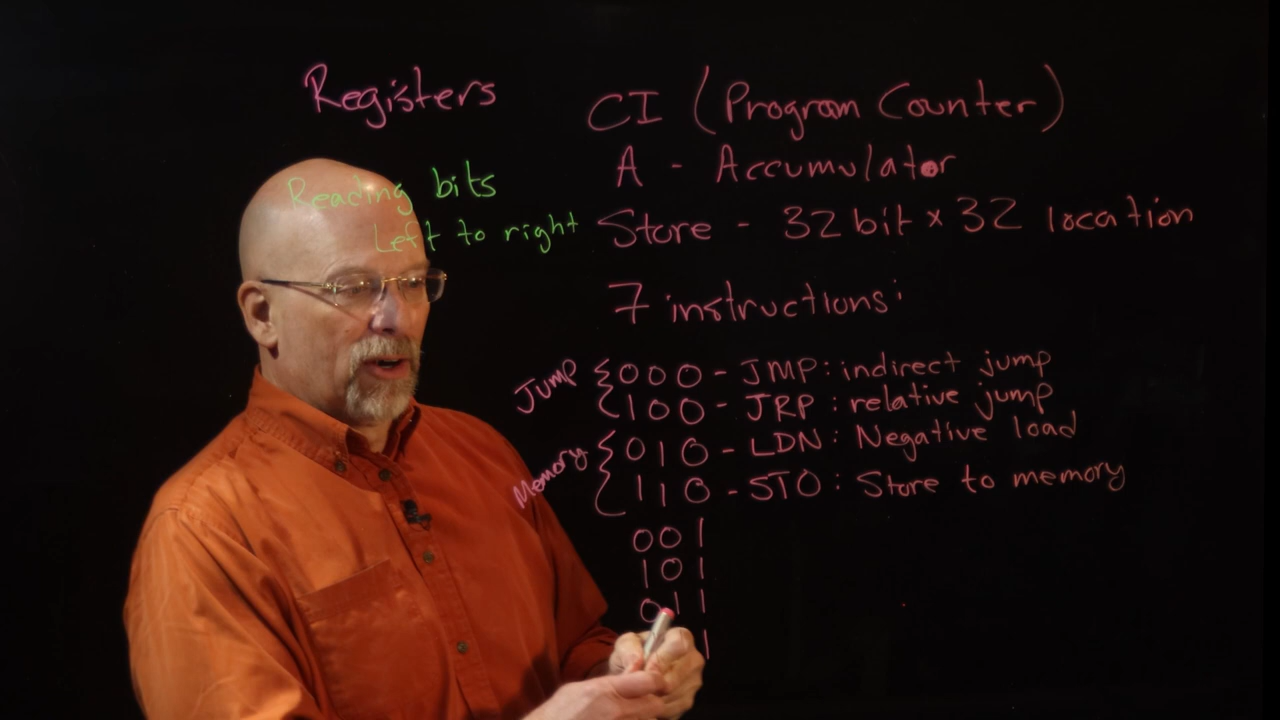 Registers
CI (Program Counter)
A - Accumulator
Reading bits
Left to right
Store - 32 bit x 32 location
7 instructions:
Jump
000 - JMP: indirect jump
100 - JRP: relative jump
Memory
010 - LDN: Negative load
110 - STO: Store to memory
001
101
011
1